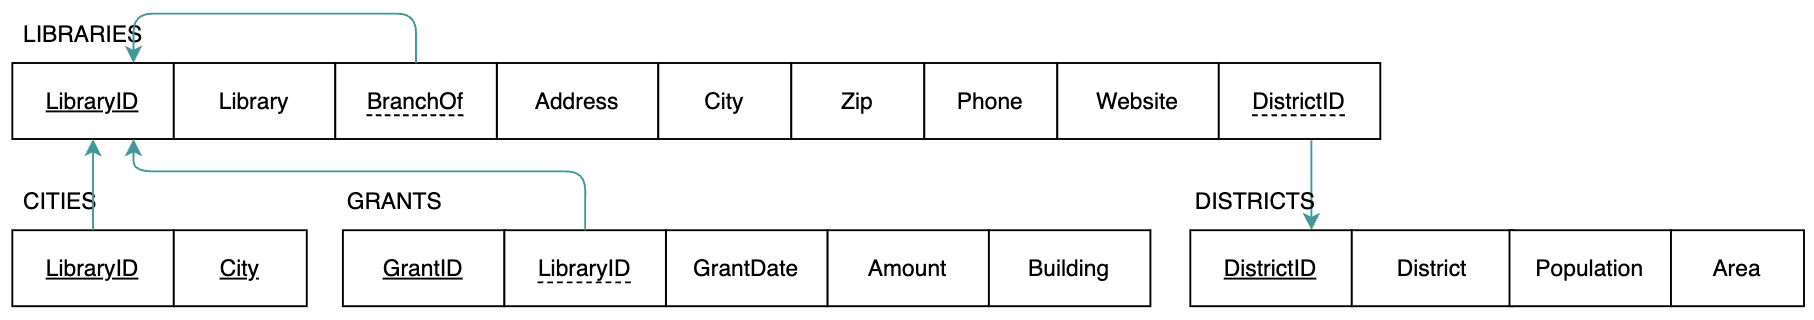 LIBRARIES
LibraryID Library BranchOf Address City Zip Phone Website DistrictID
CITIES
LibraryID City
GRANTS
GrantID LibraryID GrantDate Amount Building
DISTRICTS
DistrictID District Population Area